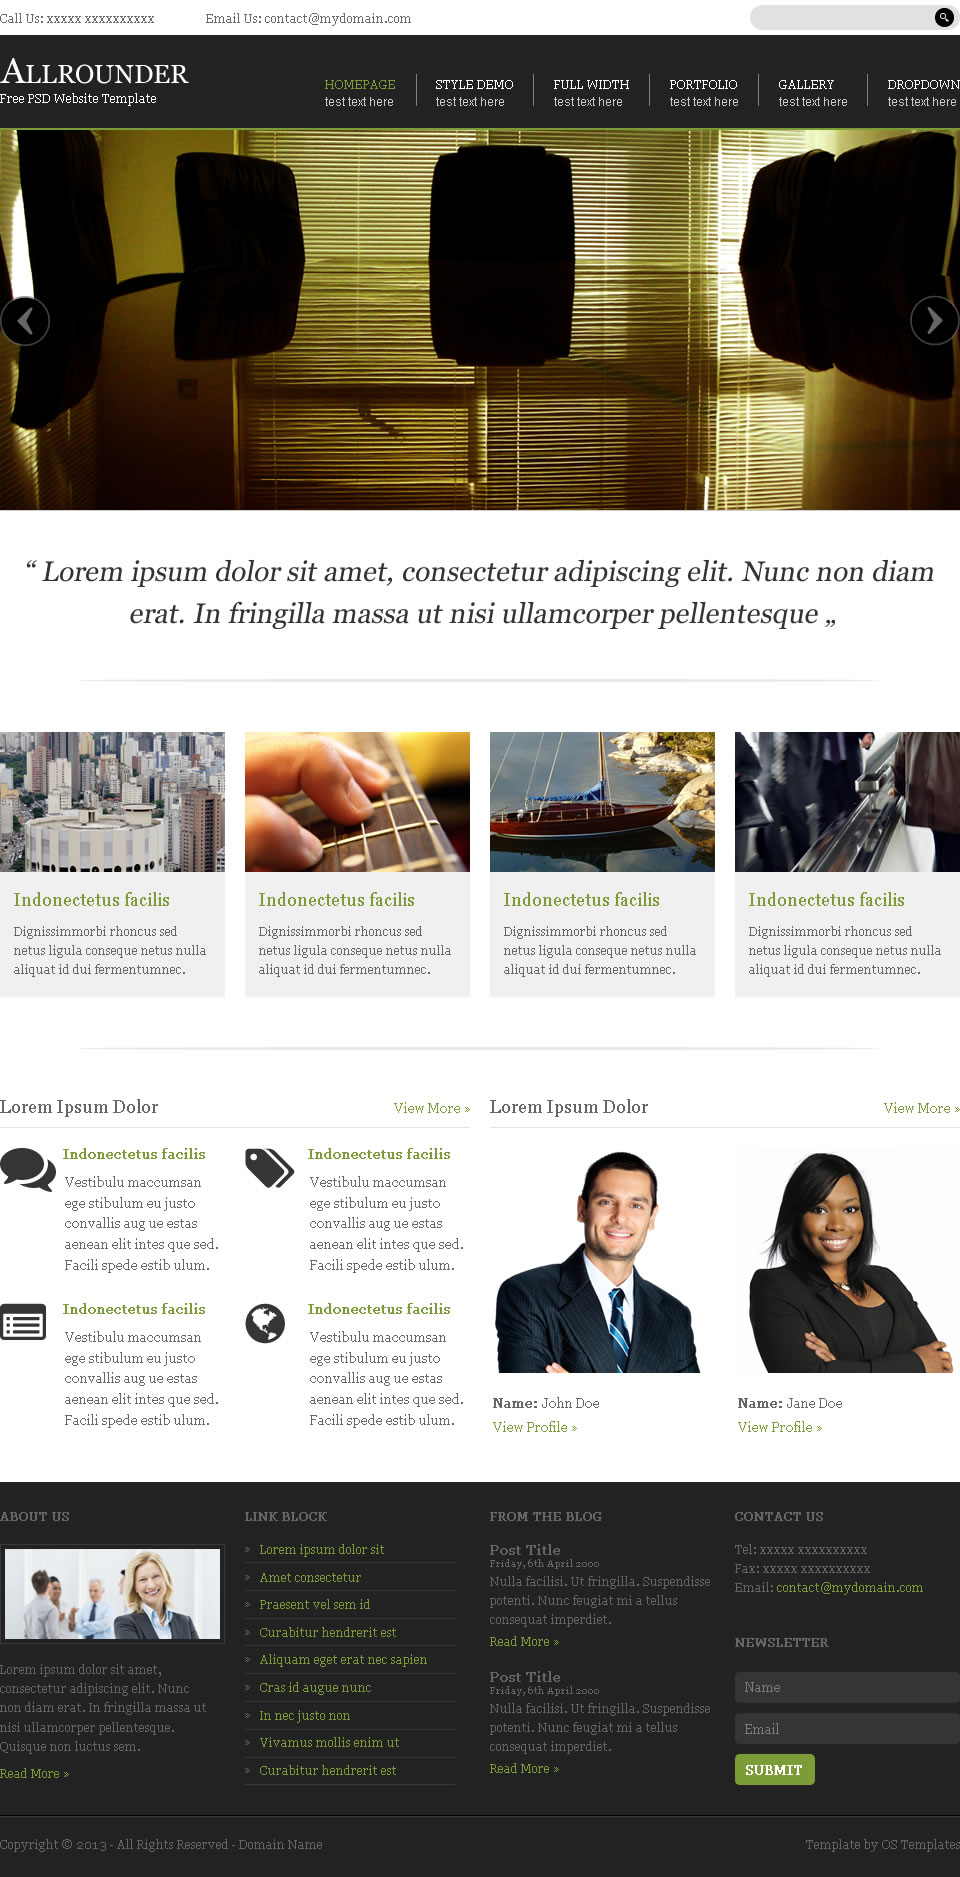 Call Us: xxxxx xxxxxxxxxx
Email Us: contact@mydomain.com
ALLROUNDER
Free PSD Website Template
HOMEPAGE
test text here
STYLE DEMO
test text here
FULL WIDTH
test text here
PORTFOLIO
test text here
GALLERY
test text here
DROPDOWN
test text here
“ Lorem ipsum dolor sit amet, consectetur adipiscing elit. Nunc non diam
erat. In fringilla massa ut nisi ullamcorper pellentesque „
Indonectetus facilis
Dignissimmorbi rhoncus sed
netus ligula conseque netus nulla
aliquat id dui fermentumnec.
Indonectetus facilis
Dignissimmorbi rhoncus sed
netus ligula conseque netus nulla
aliquat id dui fermentumnec.
Indonectetus facilis
Dignissimmorbi rhoncus sed
netus ligula conseque netus nulla
aliquat id dui fermentumnec.
Indonectetus facilis
Dignissimmorbi rhoncus sed
netus ligula conseque netus nulla
aliquat id dui fermentumnec.
Lorem Ipsum Dolor
View More »
Indonectetus facilis
Vestibulu maccumsan
ege stibulum eu justo
convallis aug ue estas
aenean elit intes que sed.
Facili spede estib ulum.
Indonectetus facilis
Vestibulu maccumsan
ege stibulum eu justo
convallis aug ue estas
aenean elit intes que sed.
Facili spede estib ulum.
Indonectetus facilis
Vestibulu maccumsan
ege stibulum eu justo
convallis aug ue estas
aenean elit intes que sed.
Facili spede estib ulum.
Indonectetus facilis
Vestibulu maccumsan
ege stibulum eu justo
convallis aug ue estas
aenean elit intes que sed.
Facili spede estib ulum.
Lorem Ipsum Dolor
View More »
Name: John Doe
View Profile »
Name: Jane Doe
View Profile »
ABOUT US
Lorem ipsum dolor sit amet,
consectetur adipiscing elit. Nunc
non diam erat. In fringilla massa ut
nisi ullamcorper pellentesque.
Quisque non luctus sem.
Read More »
LINK BLOCK
» Lorem ipsum dolor sit
» Amet consectetur
» Praesent vel sem id
» Curabitur hendrerit est
» Aliquam eget erat nec sapien
» Cras id augue nunc
» In nec justo non
» Vivamus mollis enim ut
» Curabitur hendrerit est
FROM THE BLOG
Post Title
Friday, 6th April 2000
Nulla facilisi. Ut fringilla. Suspendisse
potenti. Nunc feugiat mi a tellus
consequat imperdiet.
Read More »
Post Title
Friday, 6th April 2000
Nulla facilisi. Ut fringilla. Suspendisse
potenti. Nunc feugiat mi a tellus
consequat imperdiet.
Read More »
CONTACT US
Tel: xxxxx xxxxxxxxxx
Fax: xxxxx xxxxxxxxxx
Email: contact@mydomain.com
NEWSLETTER
Name
Email
SUBMIT
Copyright © 2013 - All Rights Reserved - Domain Name
Template by OS Templates